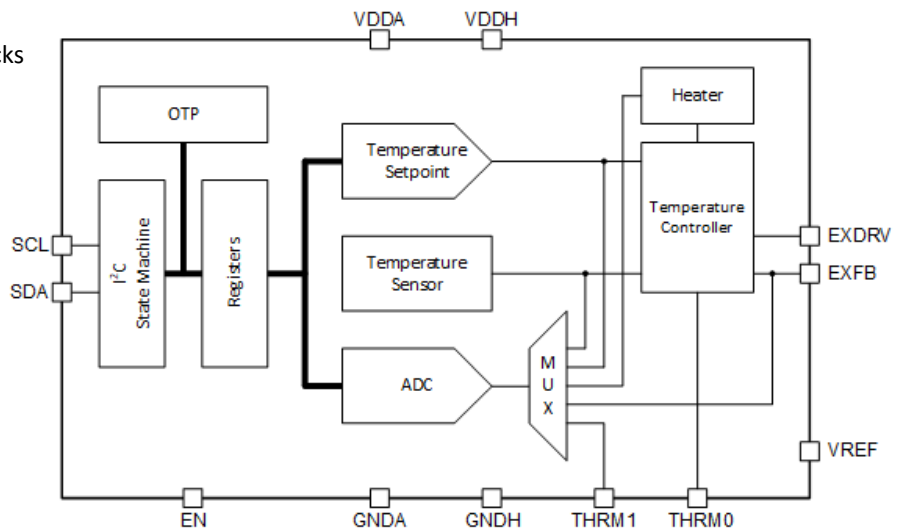 VDDA
VDDH
cks
OTP
Heater
Temperature
Setpoint
Temperature
Controller
SCL
SDA
I²C
State Machine
Registers
Temperature
Sensor
EXDRV
EXFB
ADC
M
U
X
VREF
EN
GNDA
GNDH
THRM1
THRM0